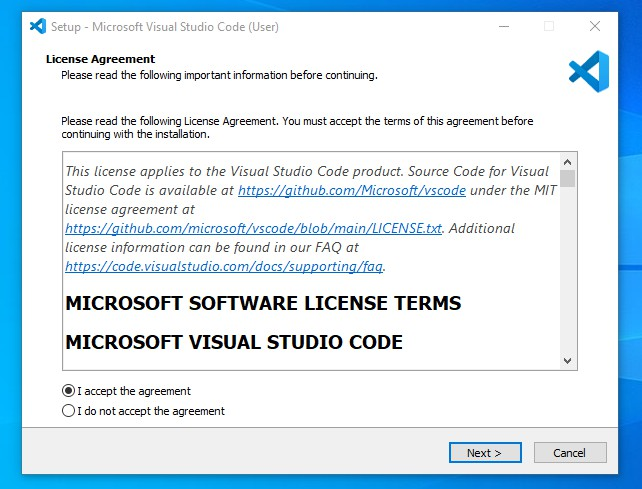 Setup - Microsoft Visual Studio Code (User)
License Agreement
Please read the following important information before continuing.
Please read the following License Agreement. You must accept the terms of this agreement before
continuing with the installation.
This license applies to the Visual Studio Code product. Source Code for Visual
Studio Code is available at https://github.com/Microsoft/vscode under the MIT
license agreement at
https://github.com/microsoft/vscode/blob/main/LICENSE.txt. Additional
license information can be found in our FAQ at
https://code.visualstudio.com/docs/supporting/faq.
MICROSOFT SOFTWARE LICENSE TERMS
MICROSOFT VISUAL STUDIO CODE
I accept the agreement
I do not accept the agreement
Next >
Cancel